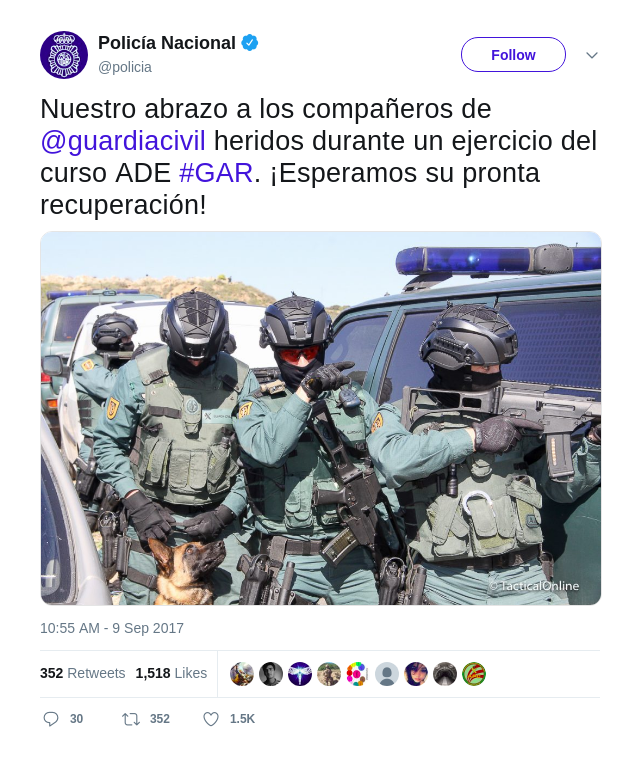 Policía Nacional
@policia
Follow
Nuestro abrazo a los compañeros de
@guardiacivil heridos durante un ejercicio del
curso ADE #GAR. ¡Esperamos su pronta
recuperación!
© TacticalOnline
10:55 AM - 9 Sep 2017
352 Retweets 1,518 Likes
30 352 1.5K